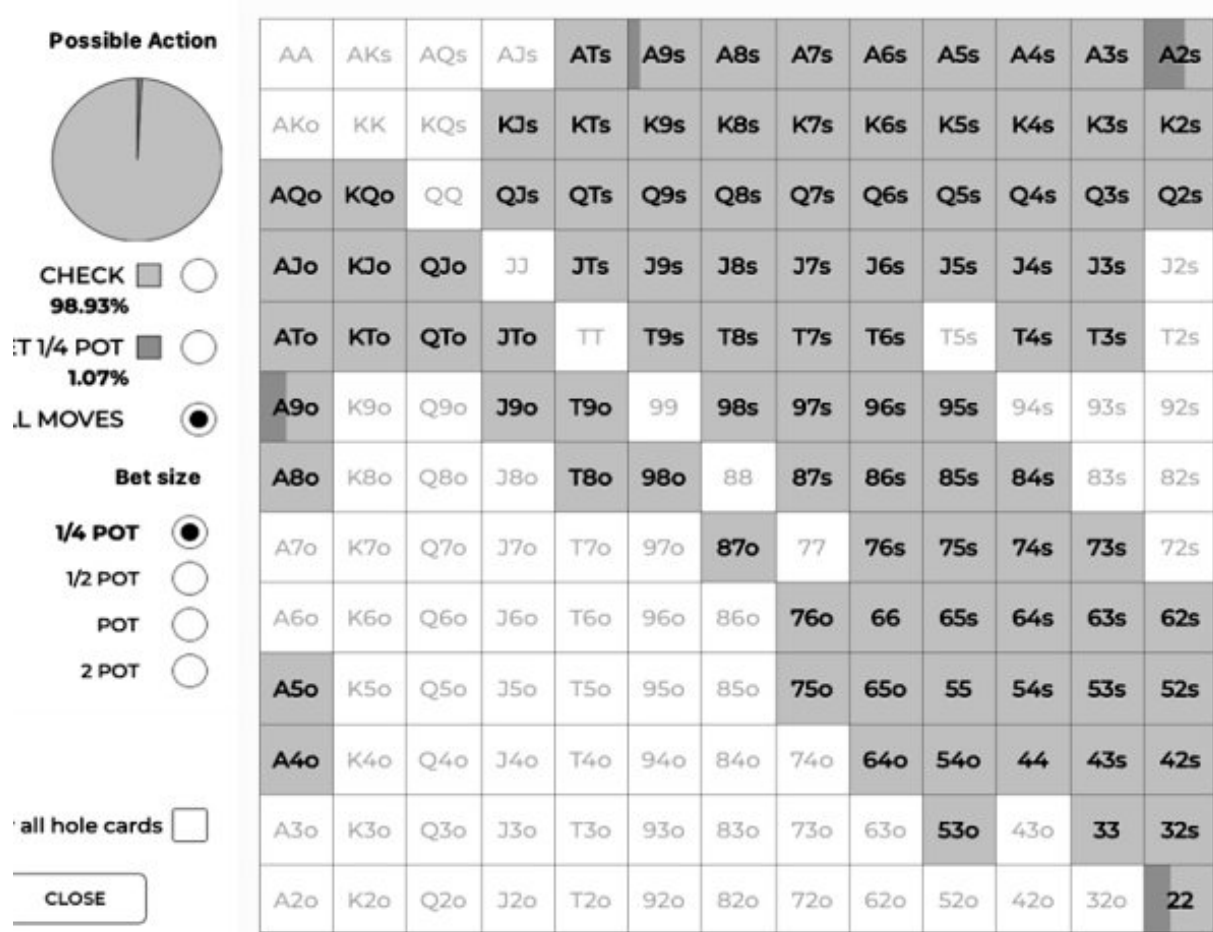 Possible Action
CHECK
98.93%
ET 1/4 POT
1.07%
LL MOVES
Bet size
1/4 POT
1/2 POT
POT
2 POT
all hole cards
CLOSE
AA AKs AQs AJs ATs A9s A8s A7s A6s A5s A4s A3s A2s
AKo KK KQs KJs KTs K9s K8s K7s K6s K5s K4s K3s K2s
AQo KQo QQ QJs QTs Q9s Q8s Q7s Q6s Q5s Q4s Q3s Q2s
AJo KJo QJo JJ JTs J9s J8s J7s J6s J5s J4s J3s J2s
ATo KTo QTo JTo TT T9s T8s T7s T6s T5s T4s T3s T2s
A9o K9o Q9o J9o T9o 99 98s 97s 96s 95s 94s 93s 92s
A8o K8o Q8o J8o T8o 98o 88 87s 86s 85s 84s 83s 82s
A7o K7o Q7o J7o T7o 97o 87o 77 76s 75s 74s 73s 72s
A6o K6o Q6o J6o T6o 96o 86o 76o 66 65s 64s 63s 62s
A5o K5o Q5o J5o T5o 95o 85o 75o 65o 55 54s 53s 52s
A4o K4o Q4o J4o T4o 94o 84o 74o 64o 54o 44 43s 42s
A3o K3o Q3o J3o T3o 93o 83o 73o 63o 53o 43o 33 32s
A2o K2o Q2o J2o T2o 92o 82o 72o 62o 52o 42o 32o 22